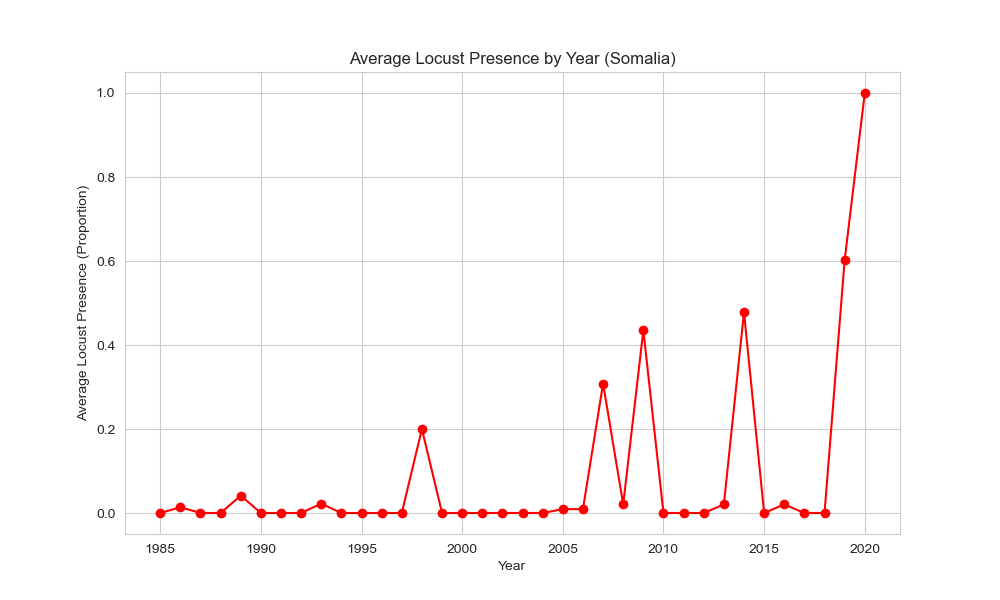 Average Locust Presence by Year (Somalia)
Average Locust Presence (Proportion)
1.0
0.8
0.6
0.4
0.2
0.0
1985 1990 1995 2000 2005 2010 2015 2020
Year